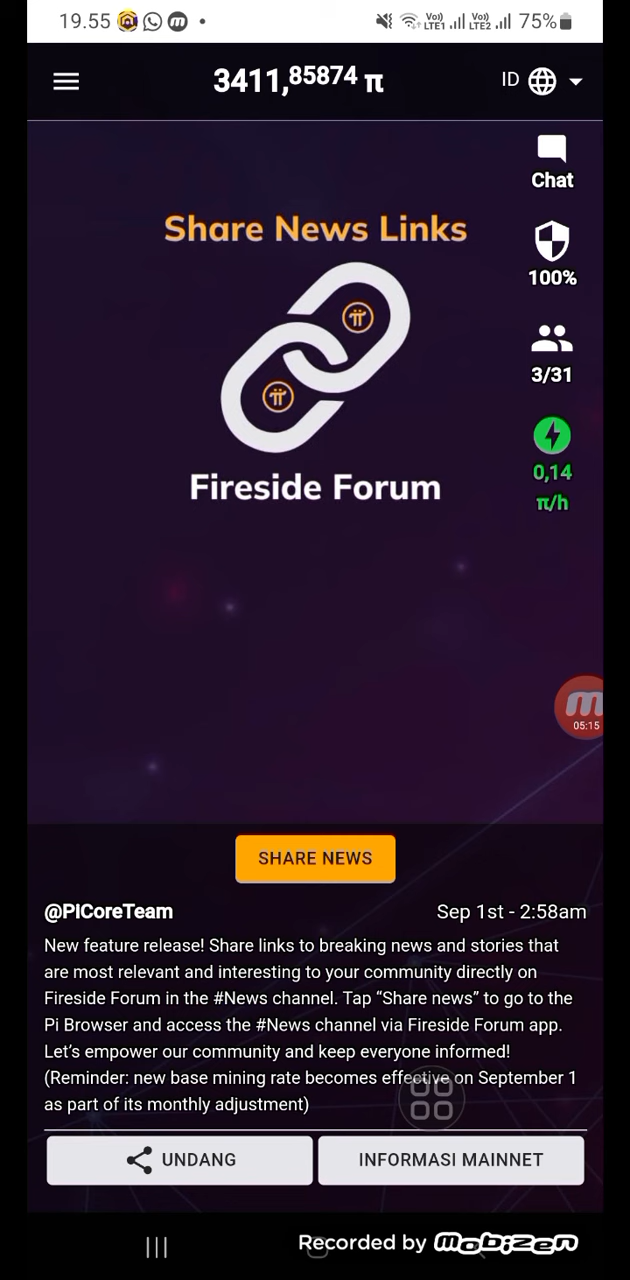 19.55 Vo)) LTE1 Vo)) LTE2 75%
3411,85874 π
ID
Chat
Share News Links
100%
3/31
0,14
π/h
Fireside Forum
m
05:15
SHARE NEWS
@PiCoreTeam Sep 1st - 2:58am
New feature release! Share links to breaking news and stories that
are most relevant and interesting to your community directly on
Fireside Forum in the #News channel. Tap “Share news” to go to the
Pi Browser and access the #News channel via Fireside Forum app.
Let’s empower our community and keep everyone informed!
(Reminder: new base mining rate becomes effective on September 1
as part of its monthly adjustment)
UNDANG INFORMASI MAINNET
Recorded by mobizen